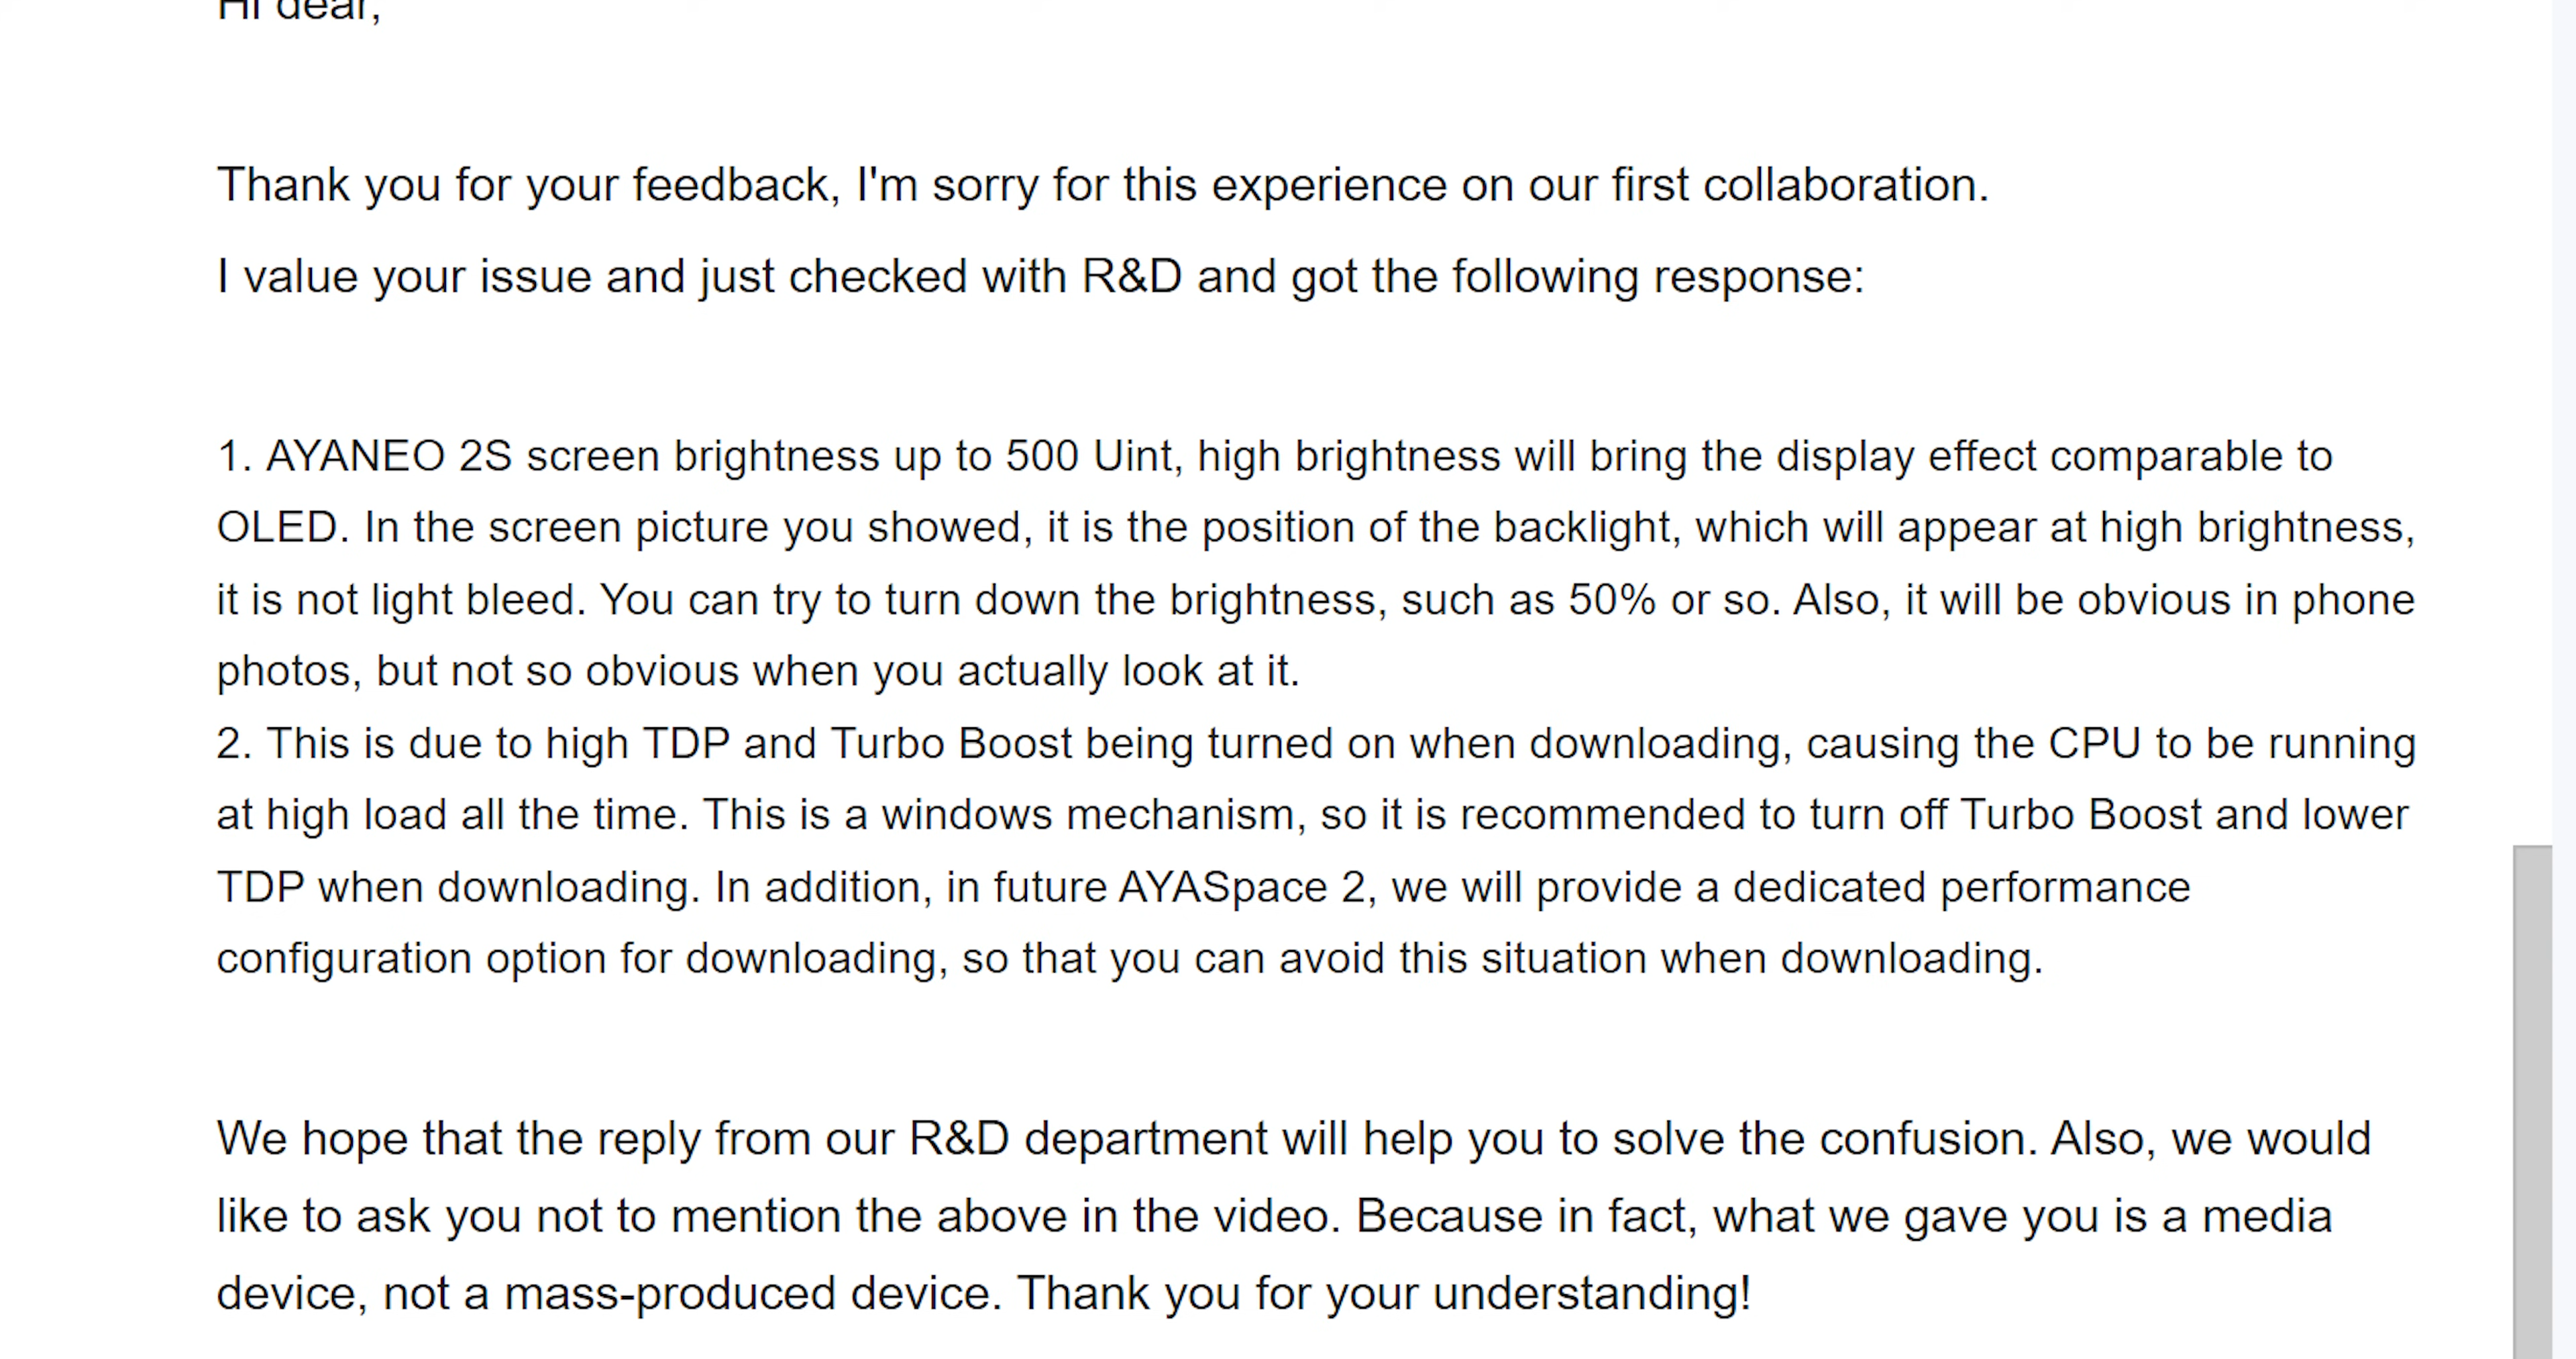 Hi dear,
Thank you for your feedback, I'm sorry for this experience on our first collaboration.
I value your issue and just checked with R&D and got the following response:
1. AYANEO 2S screen brightness up to 500 Uint, high brightness will bring the display effect comparable to
OLED. In the screen picture you showed, it is the position of the backlight, which will appear at high brightness,
it is not light bleed. You can try to turn down the brightness, such as 50% or so. Also, it will be obvious in phone
photos, but not so obvious when you actually look at it.
2. This is due to high TDP and Turbo Boost being turned on when downloading, causing the CPU to be running
at high load all the time. This is a windows mechanism, so it is recommended to turn off Turbo Boost and lower
TDP when downloading. In addition, in future AYASpace 2, we will provide a dedicated performance
configuration option for downloading, so that you can avoid this situation when downloading.
We hope that the reply from our R&D department will help you to solve the confusion. Also, we would
like to ask you not to mention the above in the video. Because in fact, what we gave you is a media
device, not a mass-produced device. Thank you for your understanding!